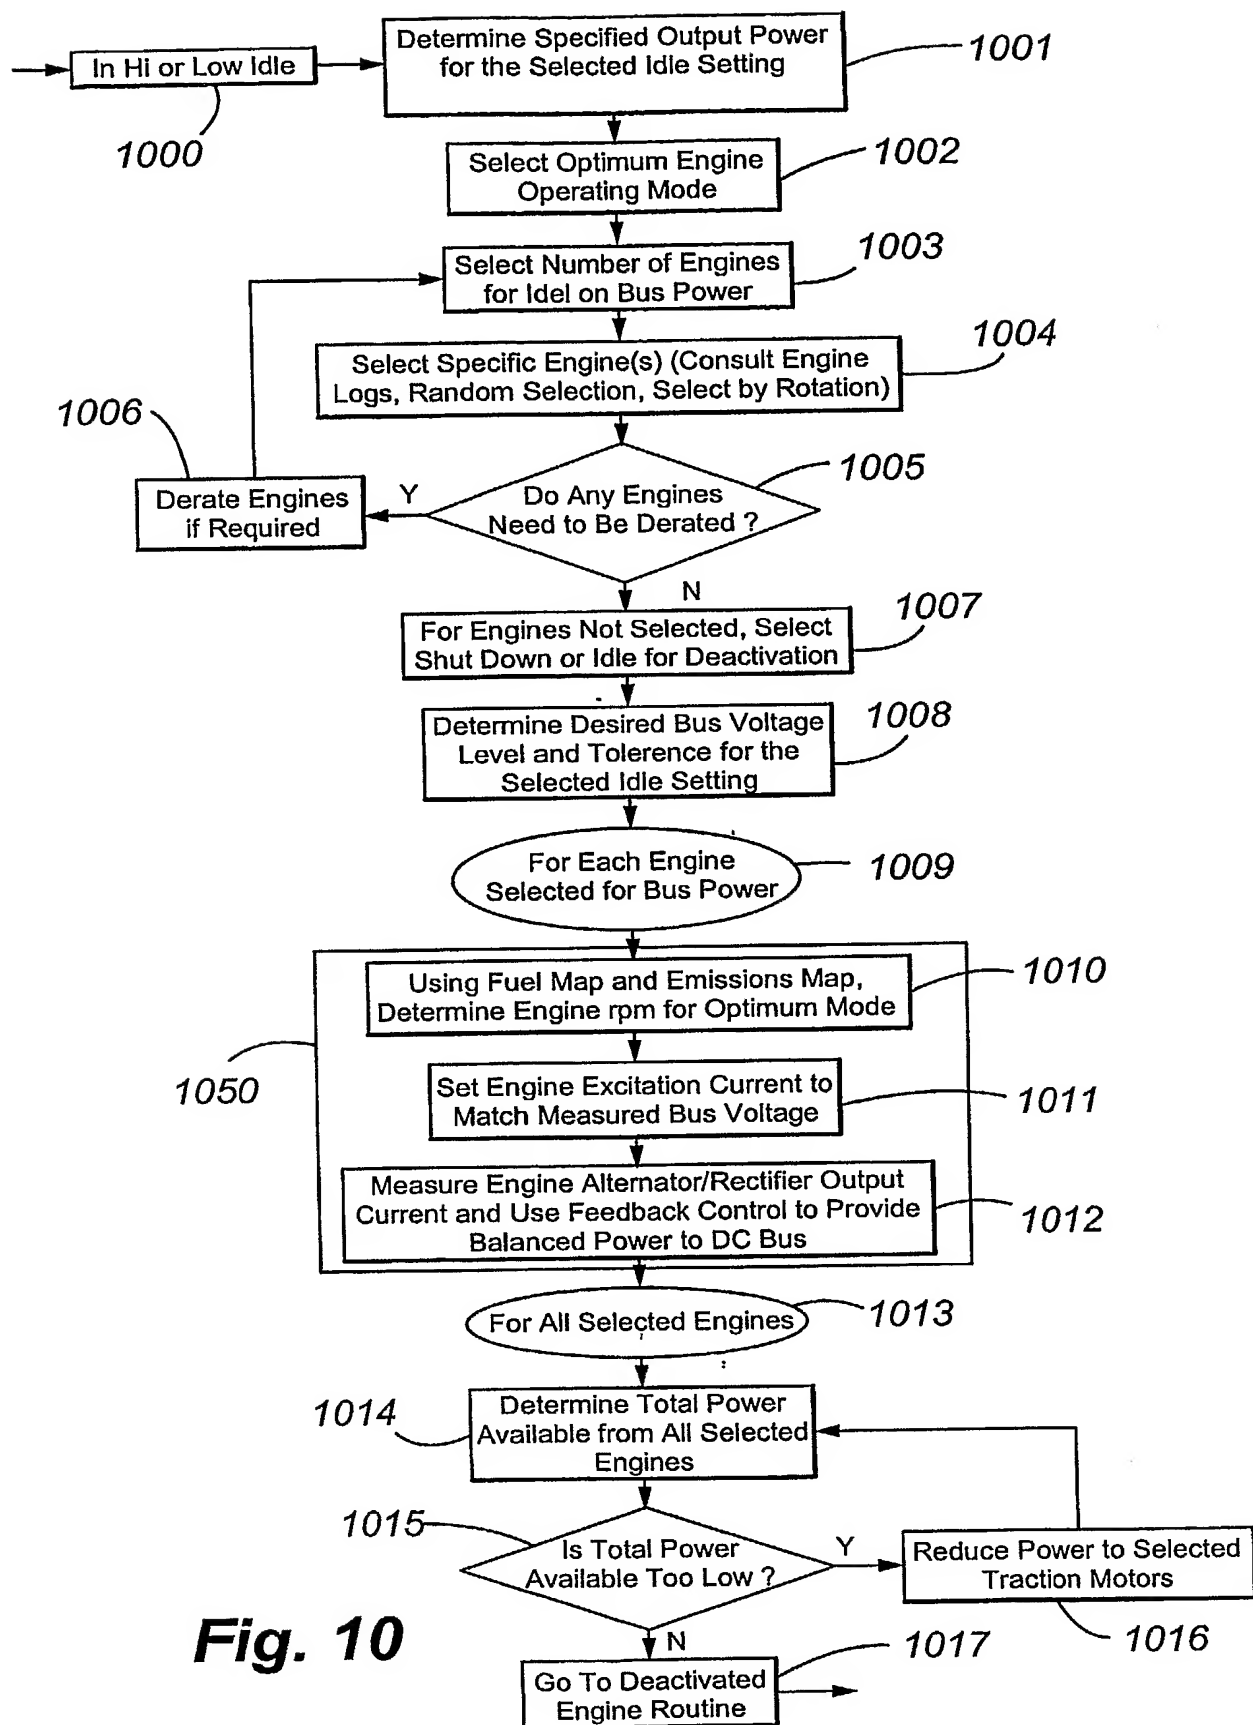 In Hi or Low Idle
1000
Determine Specified Output Power
for the Selected Idle Setting
1001
Select Optimum Engine
Operating Mode
1002
Select Number of Engines
for Idel on Bus Power
1003
Select Specific Engine(s) (Consult Engine
Logs, Random Selection, Select by Rotation)
1004
1006
Derate Engines
if Required
Y
Do Any Engines
Need to Be Derated ?
1005
N
For Engines Not Selected, Select
Shut Down or Idle for Deactivation
1007
Determine Desired Bus Voltage
Level and Tolerence for the
Selected Idle Setting
1008
For Each Engine
Selected for Bus Power
1009
Using Fuel Map and Emissions Map,
Determine Engine rpm for Optimum Mode
1010
1050
Set Engine Excitation Current to
Match Measured Bus Voltage
1011
Measure Engine Alternator/Rectifier Output
Current and Use Feedback Control to Provide
Balanced Power to DC Bus
1012
For All Selected Engines
1013
1014
Determine Total Power
Available from All Selected
Engines
1015
Is Total Power
Available Too Low ?
Y
Reduce Power to Selected
Traction Motors
1016
N
Go To Deactivated
Engine Routine
1017
Fig. 10